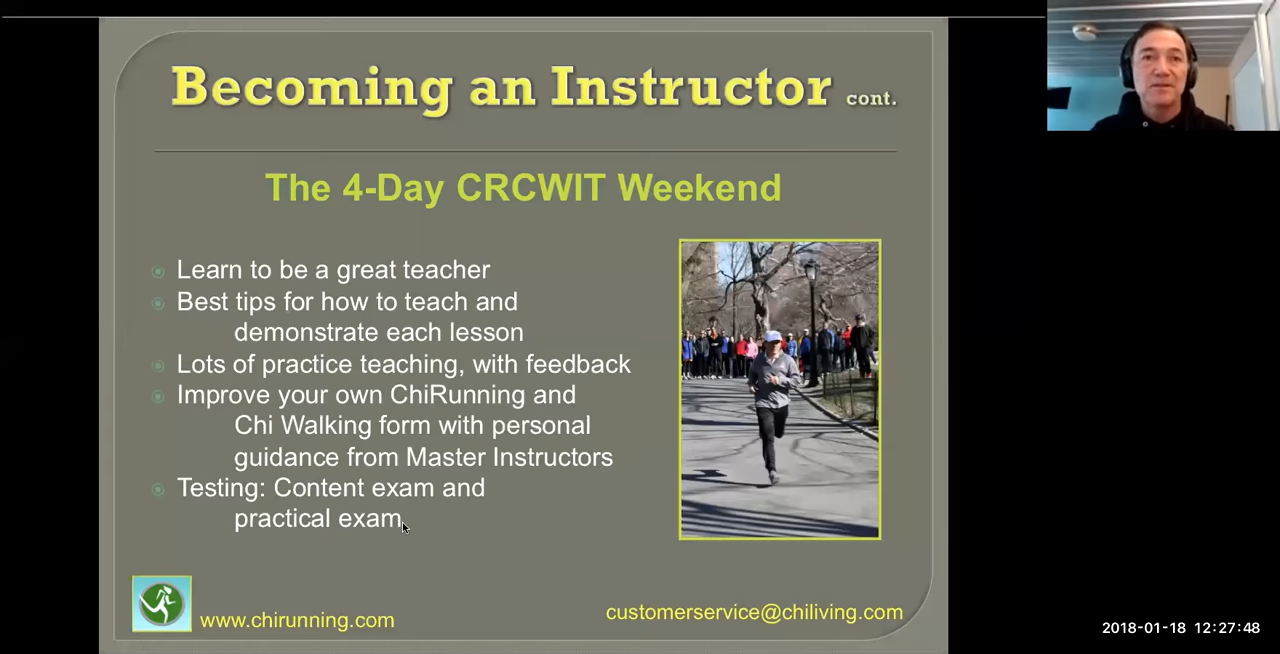 Becoming an Instructor cont.
The 4-Day CRCWIT Weekend
Learn to be a great teacher
Best tips for how to teach and
demonstrate each lesson
Lots of practice teaching, with feedback
Improve your own ChiRunning and
Chi Walking form with personal
guidance from Master Instructors
Testing: Content exam and
practical exam
www.chirunning.com
customerservice@chiliving.com
2018-01-18 12:27:48